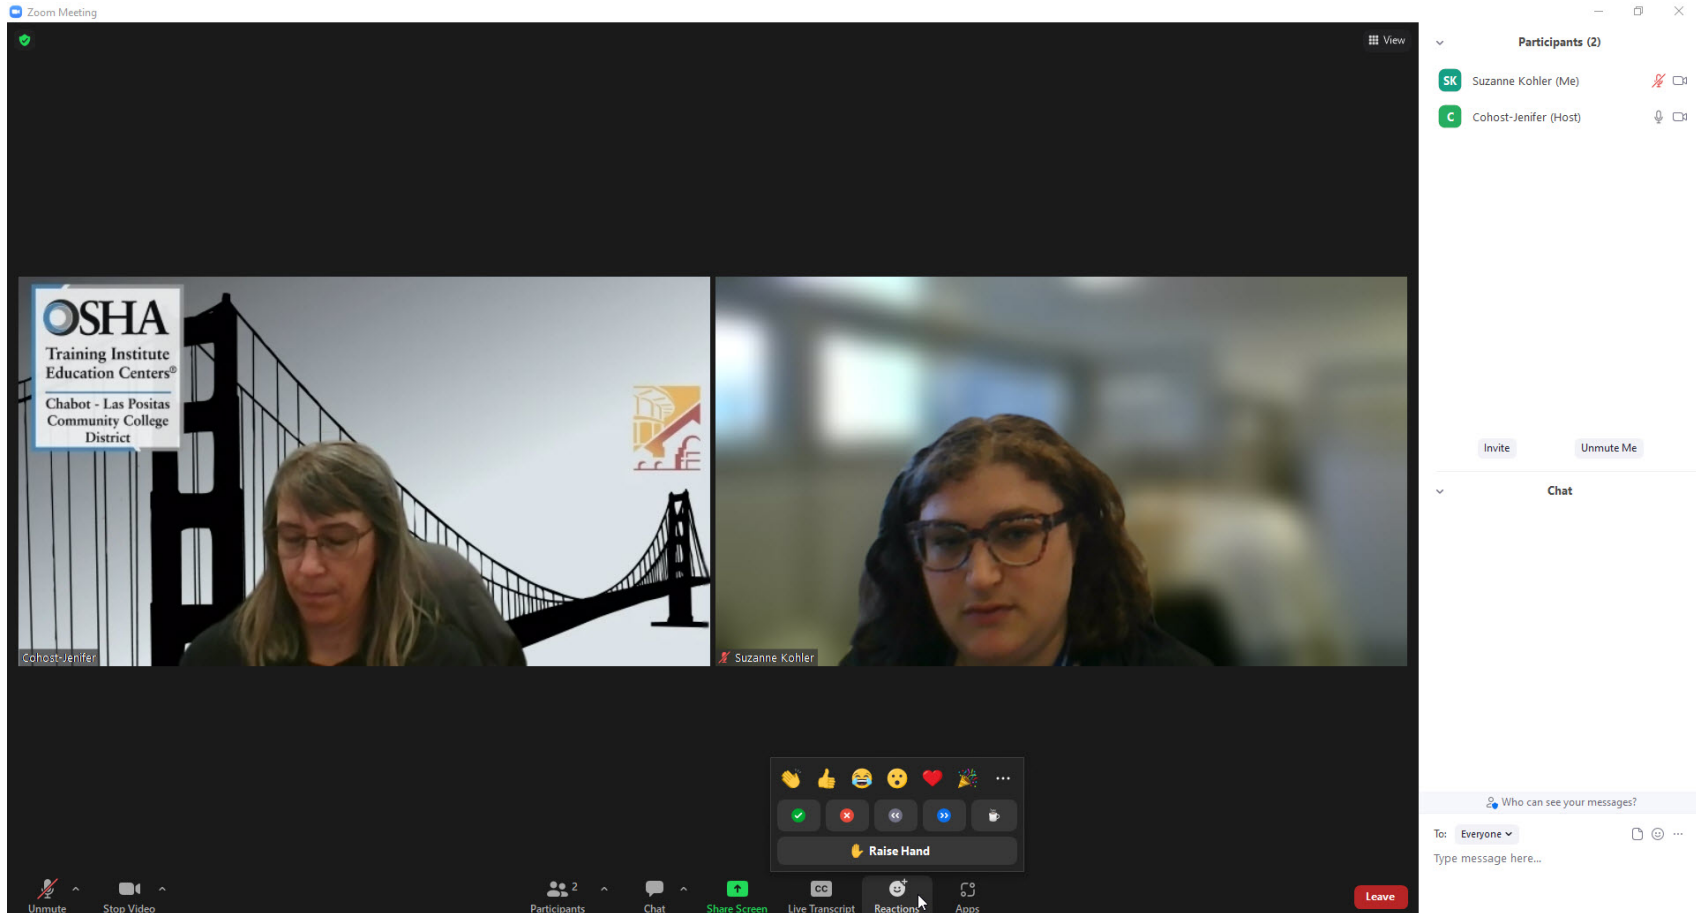 Zoom Meeting
View
Participants (2)
SK Suzanne Kohler (Me)
C Cohost-Jenifer (Host)
OSHA
Training Institute
Education Centers®
Chabot - Las Positas
Community College
District
Cohost-Jenifer
Suzanne Kohler
Invite
Unmute Me
Chat
Raise Hand
Who can see your messages?
To: Everyone
Type message here...
Unmute
Stop Video
2
Participants
Chat
Share Screen
CC
Live Transcript
Reactions
Apps
Leave